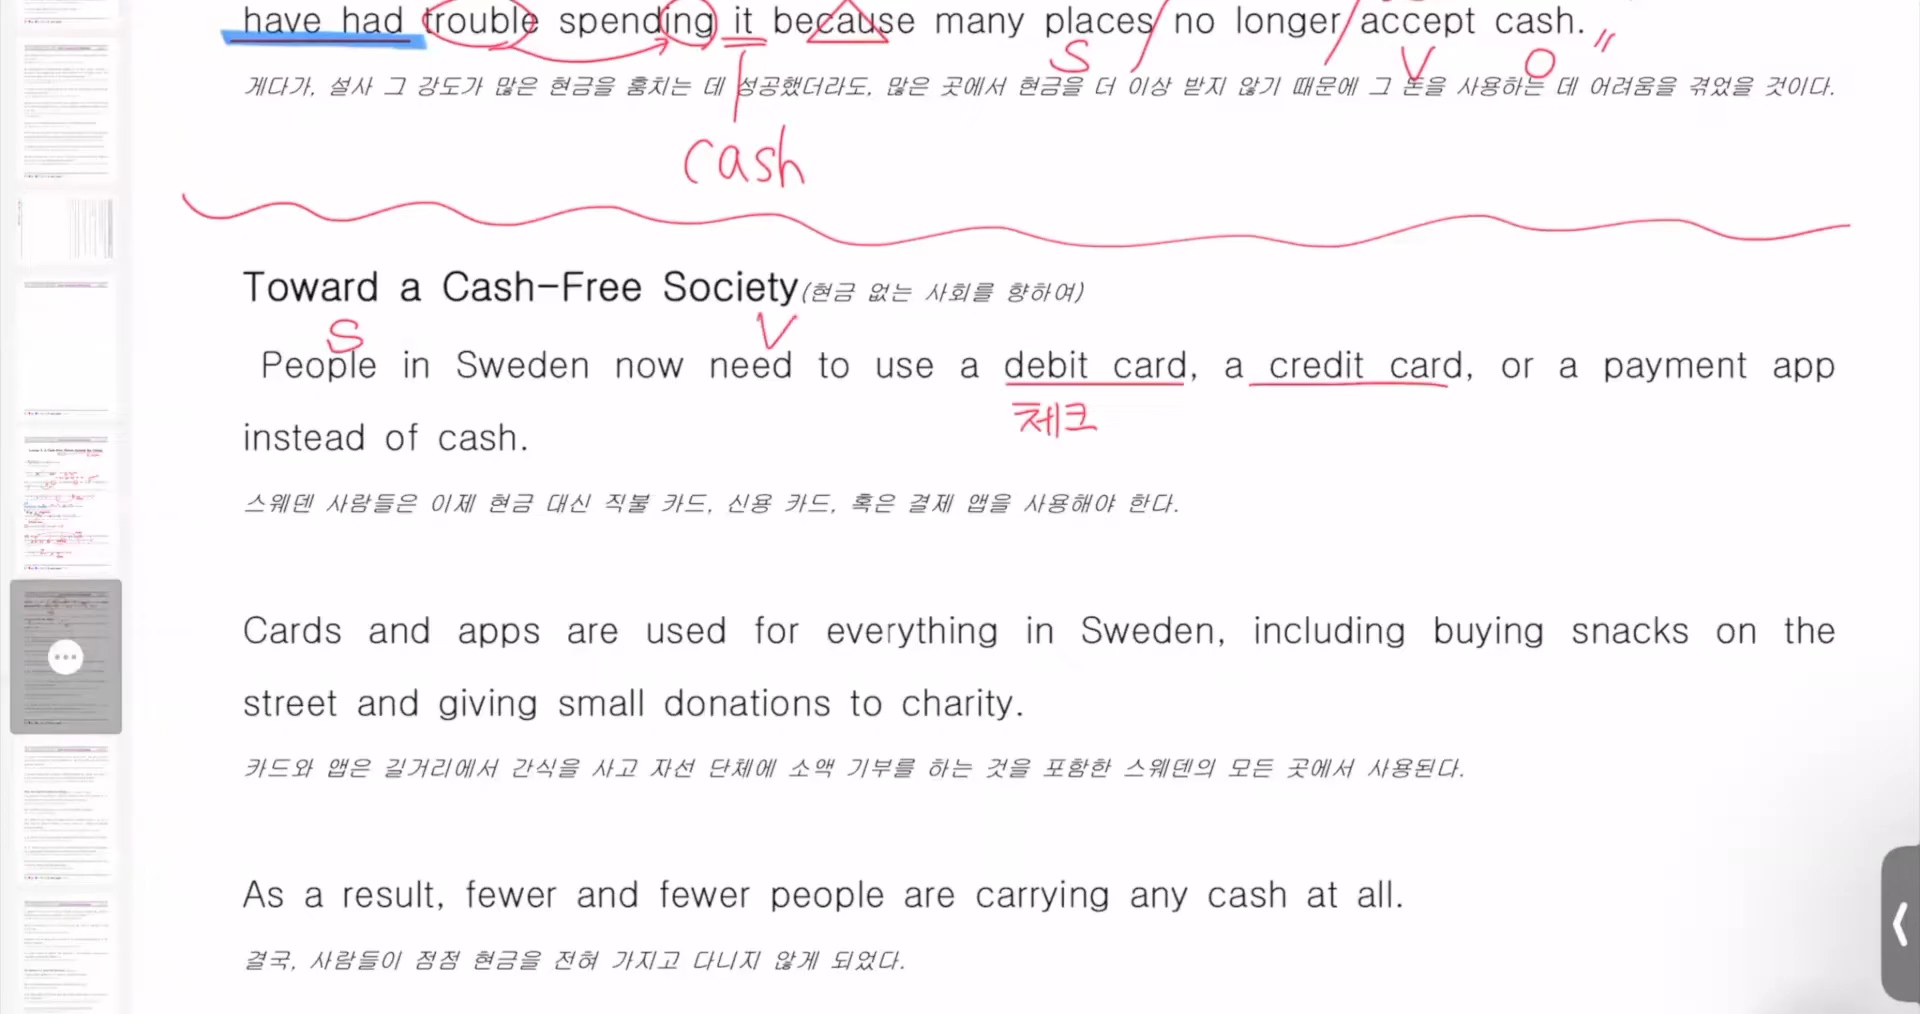 have had trouble spending it because many places no longer accept cash.
S V O
게다가, 설사 그 강도가 많은 현금을 훔치는 데 성공했더라도, 많은 곳에서 현금을 더 이상 받지 않기 때문에 그 돈을 사용하는 데 어려움을 겪었을 것이다.
cash
Toward a Cash-Free Society(현금 없는 사회를 향하여)
S V
People in Sweden now need to use a debit card, a credit card, or a payment app
체크
instead of cash.
스웨덴 사람들은 이제 현금 대신 직불 카드, 신용 카드, 혹은 결제 앱을 사용해야 한다.
Cards and apps are used for everything in Sweden, including buying snacks on the
street and giving small donations to charity.
카드와 앱은 길거리에서 간식을 사고 자선 단체에 소액 기부를 하는 것을 포함한 스웨덴의 모든 곳에서 사용된다.
As a result, fewer and fewer people are carrying any cash at all.
결국, 사람들이 점점 현금을 전혀 가지고 다니지 않게 되었다.